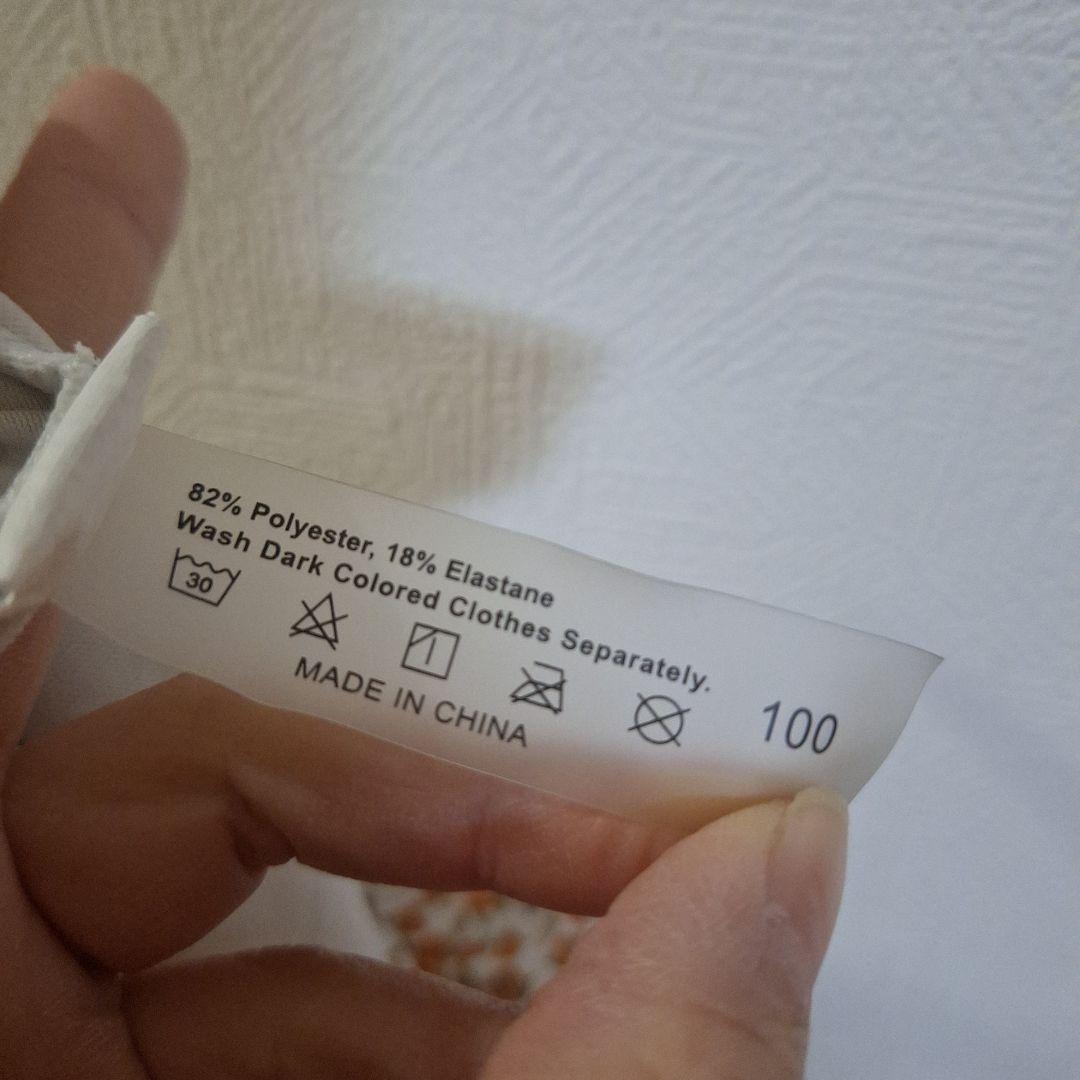 82% Polyester, 18% Elastane
Wash Dark Colored Clothes Separately.
30
MADE IN CHINA
100